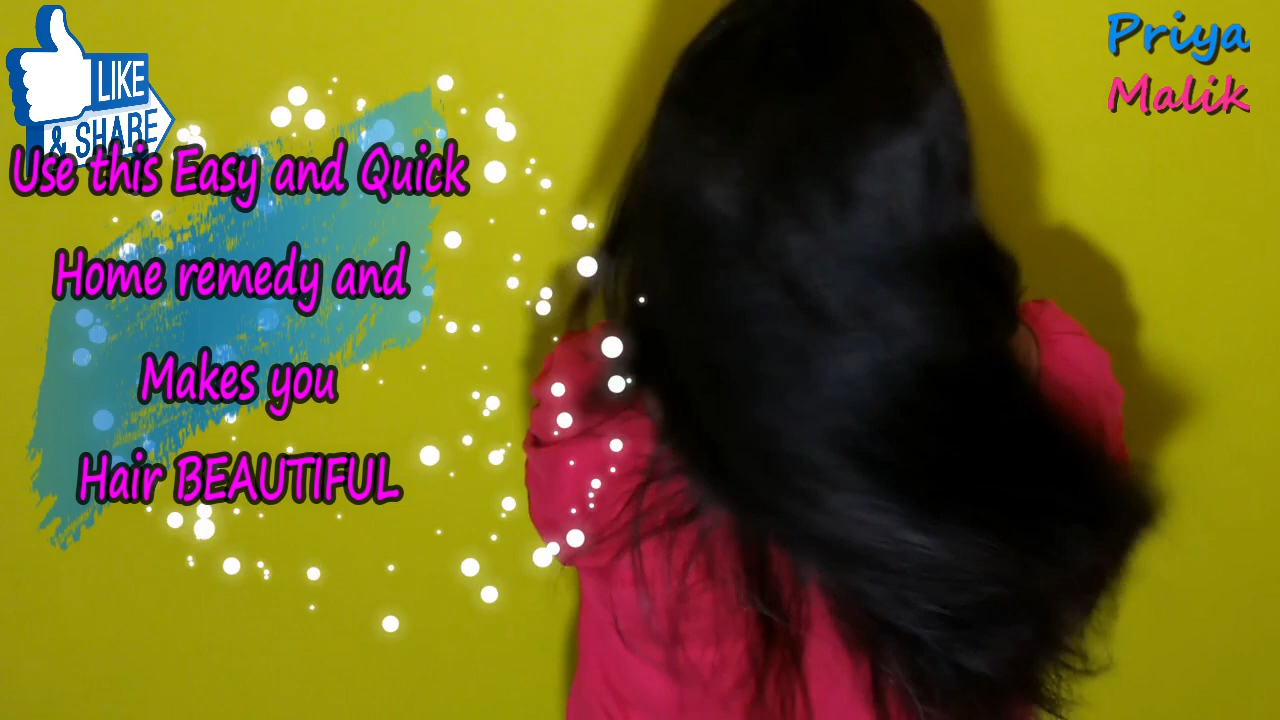 LIKE
& SHARE
Priya
Malik
Use this Easy and Quick
Home remedy and
Makes you
Hair BEAUTIFUL